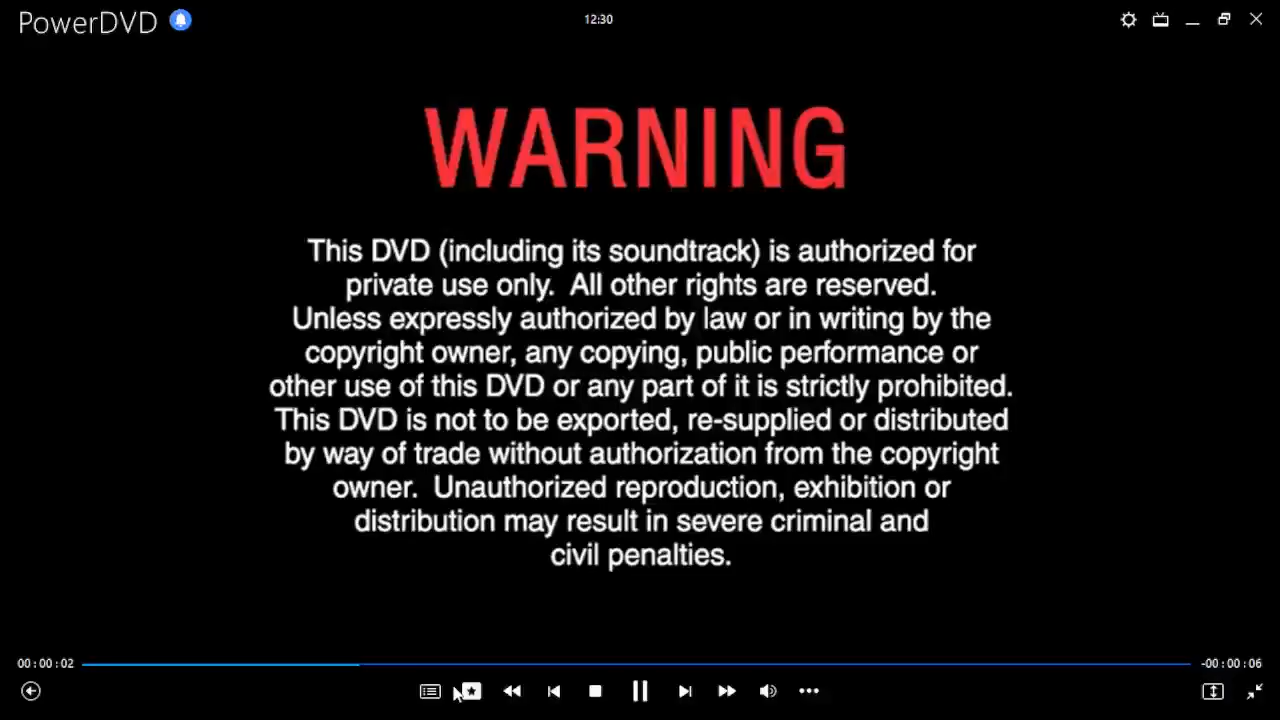 PowerDVD
12:30
WARNING
This DVD (including its soundtrack) is authorized for
private use only.  All other rights are reserved.
Unless expressly authorized by law or in writing by the
copyright owner, any copying, public performance or
other use of this DVD or any part of it is strictly prohibited.
This DVD is not to be exported, re-supplied or distributed
by way of trade without authorization from the copyright
owner.  Unauthorized reproduction, exhibition or
distribution may result in severe criminal and
civil penalties.
00:00:02
-00:00:06